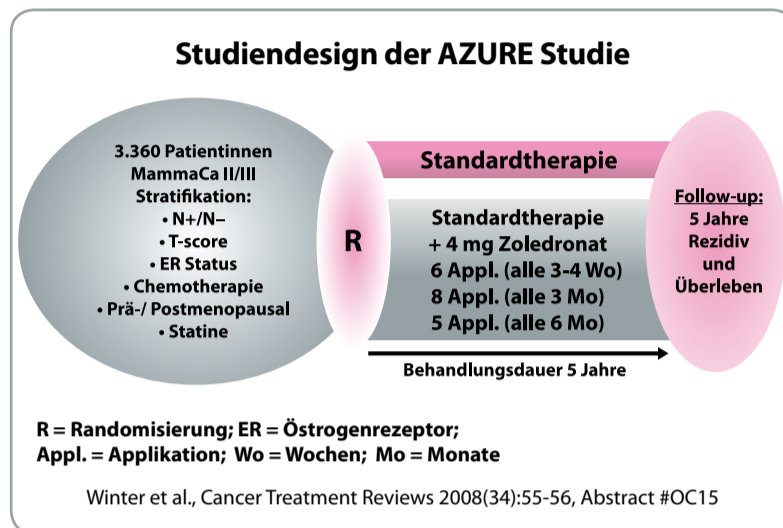 Studiendesign der AZURE Studie
3.360 Patientinnen
MammaCa II/III
Stratifikation:
• N+/N–
• T-score
• ER Status
• Chemotherapie
• Prä-/ Postmenopausal
• Statine
R
Standardtherapie
Standardtherapie
+ 4 mg Zoledronat
6 Appl. (alle 3-4 Wo)
8 Appl. (alle 3 Mo)
5 Appl. (alle 6 Mo)
Behandlungsdauer 5 Jahre
Follow-up:
5 Jahre
Rezidiv
und
Überleben
R = Randomisierung; ER = Östrogenrezeptor;
Appl. = Applikation; Wo = Wochen; Mo = Monate
Winter et al., Cancer Treatment Reviews 2008(34):55-56, Abstract #OC15